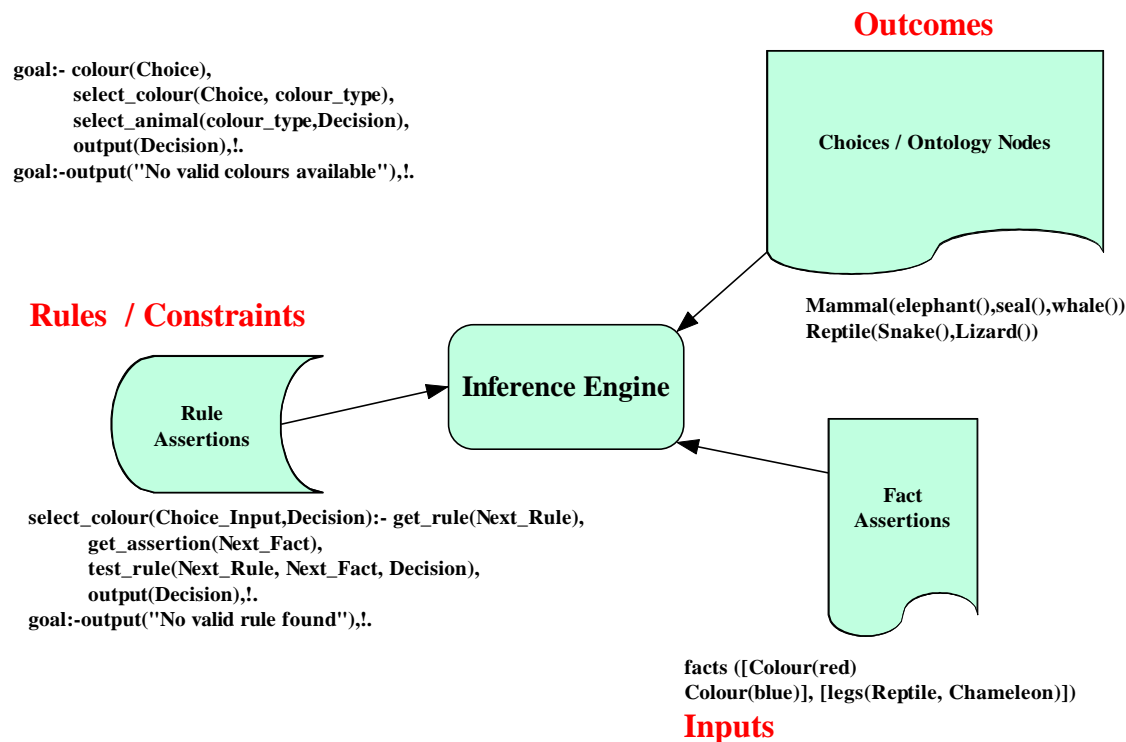 Outcomes
goal:- colour(Choice),
select_colour(Choice, colour_type),
select_animal(colour_type,Decision),
output(Decision),!.
goal:-output("No valid colours available"),!.
Choices / Ontology Nodes
Mammal(elephant(),seal(),whale())
Reptile(Snake(),Lizard())
Rules / Constraints
Rule
Assertions
Inference Engine
select_colour(Choice_Input,Decision):- get_rule(Next_Rule),
get_assertion(Next_Fact),
test_rule(Next_Rule, Next_Fact, Decision),
output(Decision),!.
goal:-output("No valid rule found"),!.
Fact
Assertions
facts ([Colour(red)
Colour(blue)], [legs(Reptile, Chameleon)])
Inputs